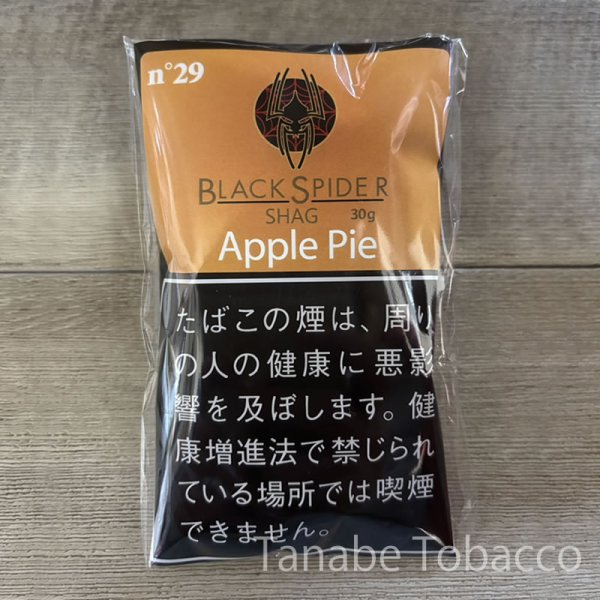 n°29
BLACK SPIDER
SHAG 30g
Apple Pie
たばこの煙は、周り
の人の健康に悪影
響を及ぼします。健
康増進法で禁じられ
ている場所では喫煙
できません。
Tanabe Tobacco